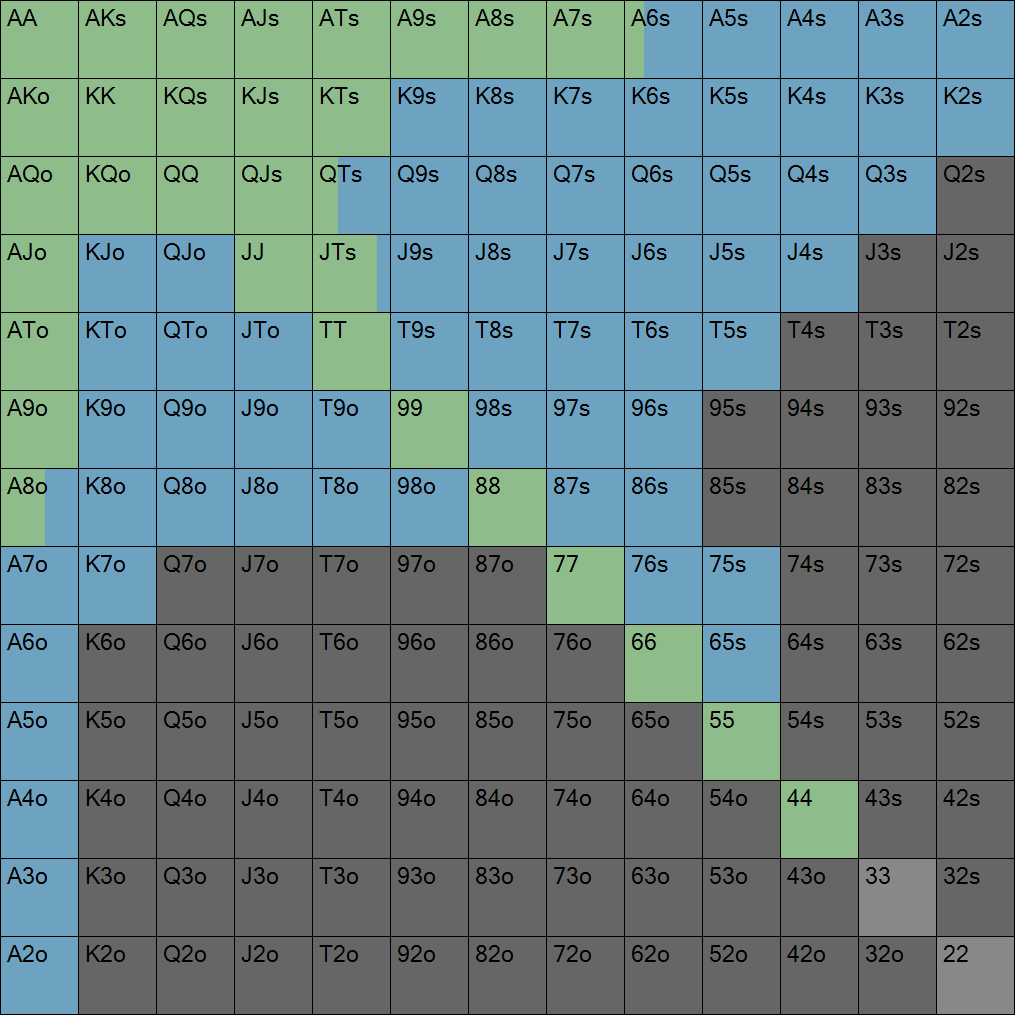 AA AKs AQs AJs ATs A9s A8s A7s A6s A5s A4s A3s A2s
AKo KK KQs KJs KTs K9s K8s K7s K6s K5s K4s K3s K2s
AQo KQo QQ QJs QTs Q9s Q8s Q7s Q6s Q5s Q4s Q3s Q2s
AJo KJo QJo JJ JTs J9s J8s J7s J6s J5s J4s J3s J2s
ATo KTo QTo JTo TT T9s T8s T7s T6s T5s T4s T3s T2s
A9o K9o Q9o J9o T9o 99 98s 97s 96s 95s 94s 93s 92s
A8o K8o Q8o J8o T8o 98o 88 87s 86s 85s 84s 83s 82s
A7o K7o Q7o J7o T7o 97o 87o 77 76s 75s 74s 73s 72s
A6o K6o Q6o J6o T6o 96o 86o 76o 66 65s 64s 63s 62s
A5o K5o Q5o J5o T5o 95o 85o 75o 65o 55 54s 53s 52s
A4o K4o Q4o J4o T4o 94o 84o 74o 64o 54o 44 43s 42s
A3o K3o Q3o J3o T3o 93o 83o 73o 63o 53o 43o 33 32s
A2o K2o Q2o J2o T2o 92o 82o 72o 62o 52o 42o 32o 22